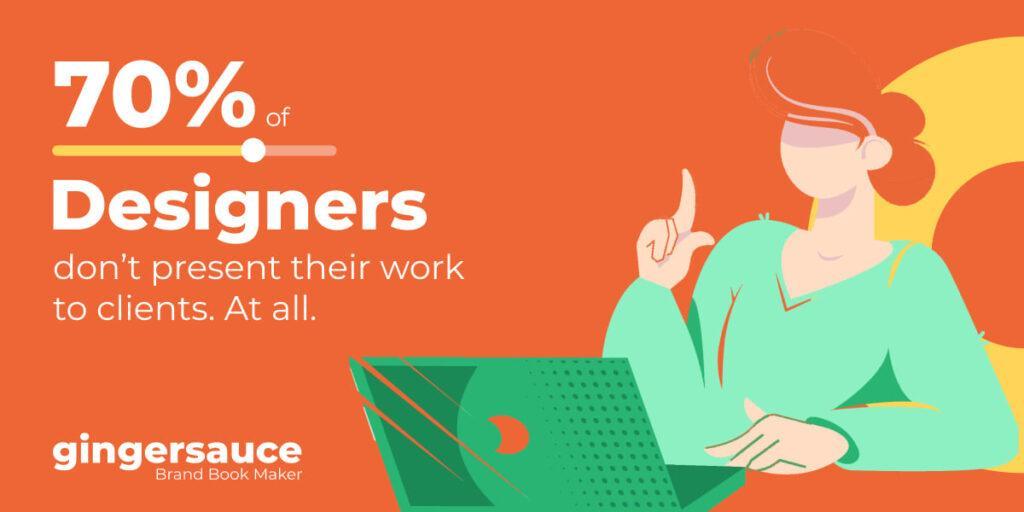 70% of
Designers
don’t present their work
to clients. At all.
gingersauce
Brand Book Maker